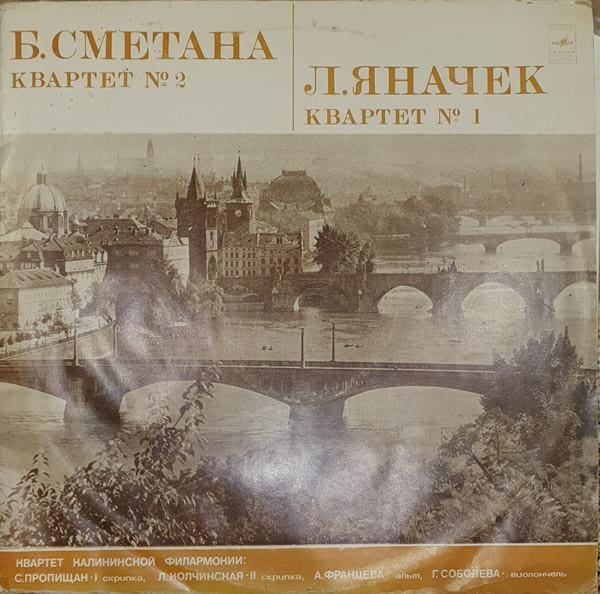 Б.СМЕТАНА
КВАРТЕТ № 2
Л.ЯНАЧЕК
КВАРТЕТ № 1
КВАРТЕТ КАЛИНИНСКОЙ ФИЛАРМОНИИ:
С.ПРОПИЩАН·I скрипка, Л.КОЛЧИНСКАЯ·II скрипка, А.ФРАНЦЕВА· альт, Г.СОБОЛЕВА· виолончель